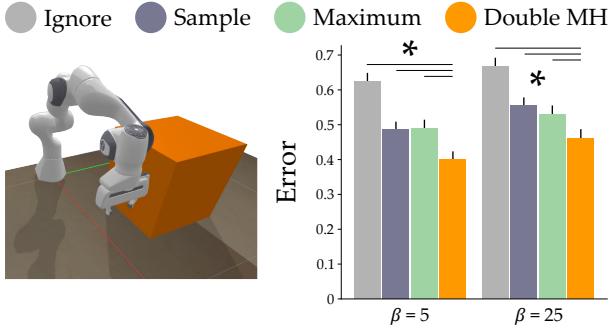 Ignore Sample Maximum Double MH
Error
0.7
0.6
0.5
0.4
0.3
0.2
0.1
0
*
*
β = 5
β = 25